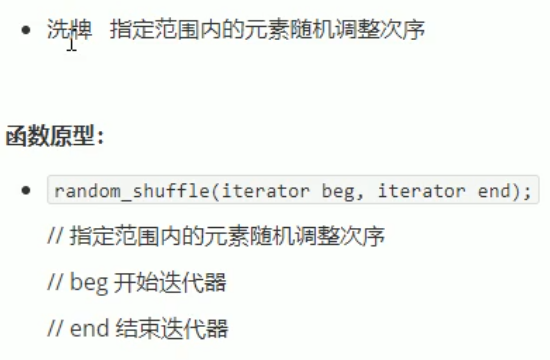 洗牌 指定范围内的元素随机调整次序
函数原型：
random_shuffle(iterator beg, iterator end);
// 指定范围内的元素随机调整次序
// beg 开始迭代器
// end 结束迭代器